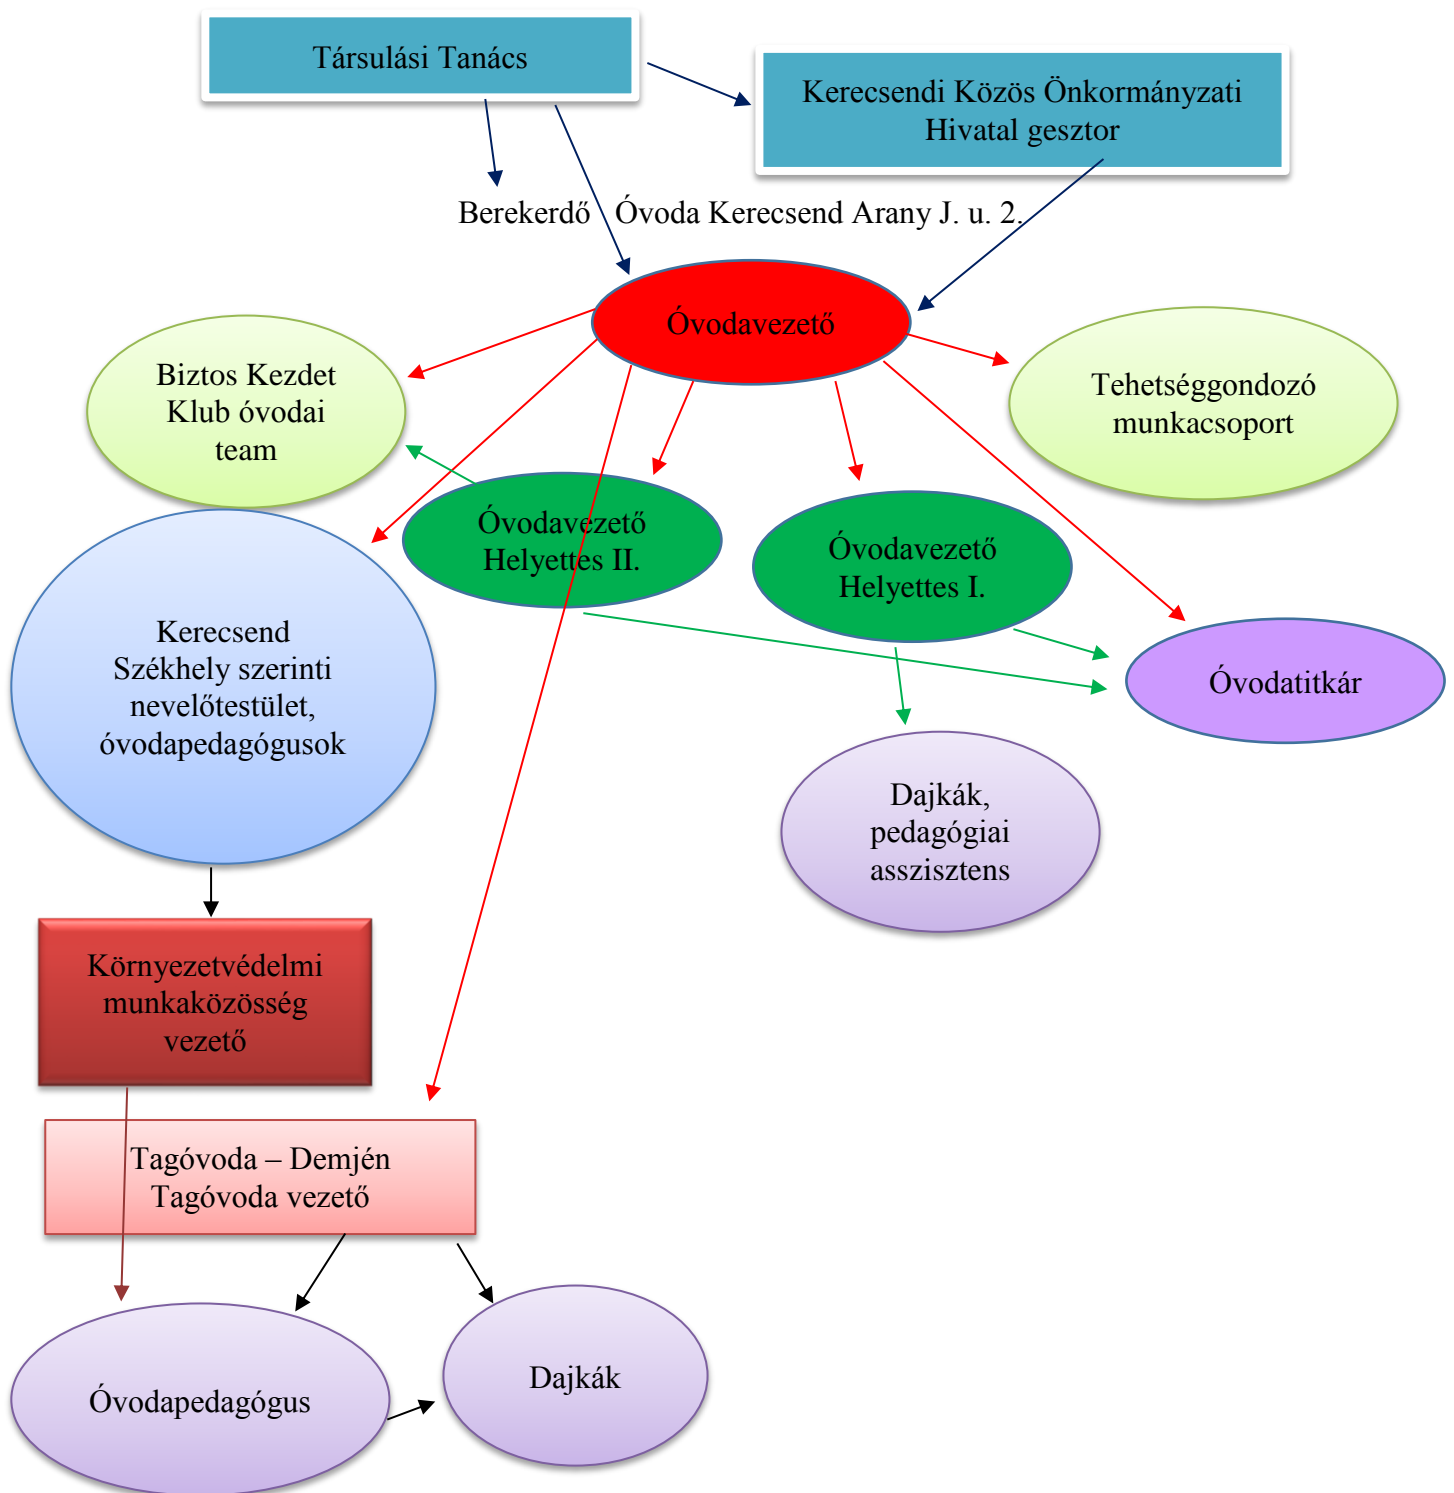 Társulási Tanács
Kerecsendi Közös Önkormányzati
Hivatal gesztor
Berekerdő Óvoda Kerecsend Arany J. u. 2.
Óvodavezető
Biztos Kezdet
Klub óvodai
team
Tehetséggondozó
munkacsoport
Óvodavezető
Helyettes II.
Óvodavezető
Helyettes I.
Kerecsend
Székhely szerinti
nevelőtestület,
óvodapedagógusok
Óvodatitkár
Dajkák,
pedagógiai
asszisztens
Környezetvédelmi
munkaközösség
vezető
Tagóvoda – Demjén
Tagóvoda vezető
Óvodapedagógus
Dajkák